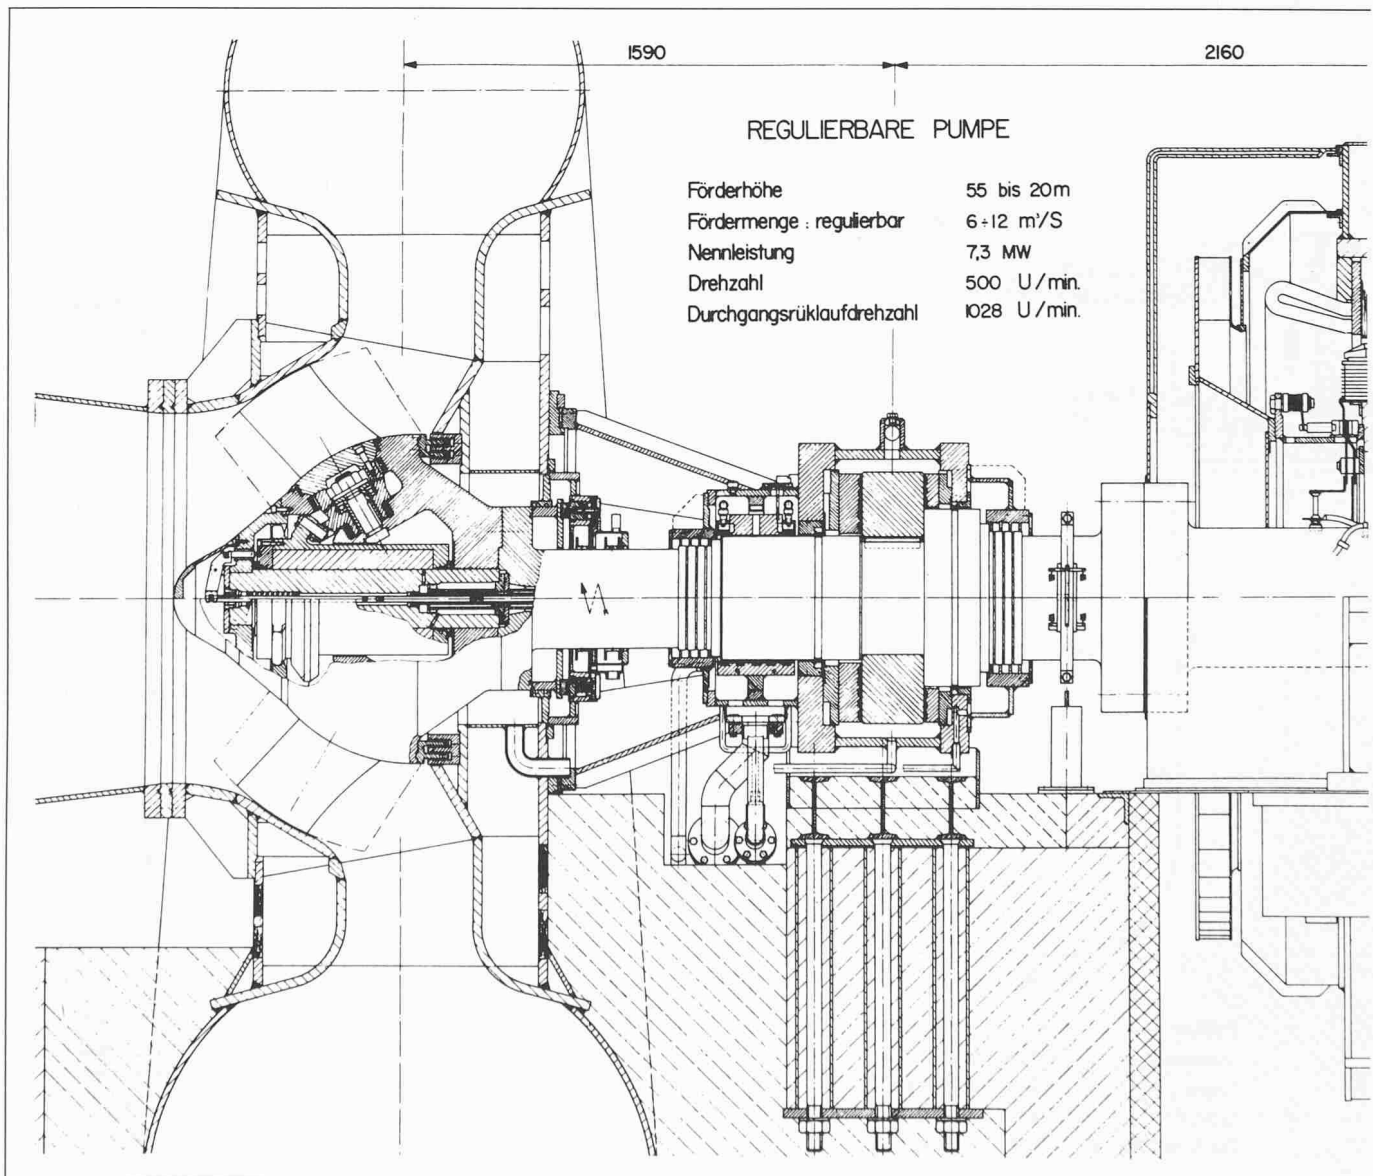 1590 2160
REGULIERBARE PUMPE
Förderhöhe 55 bis 20m
Fördermenge : regulierbar 6÷12 m³/S
Nennleistung 7,3 MW
Drehzahl 500 U/min.
Durchgangsrüklaufdrehzahl 1028 U/min.